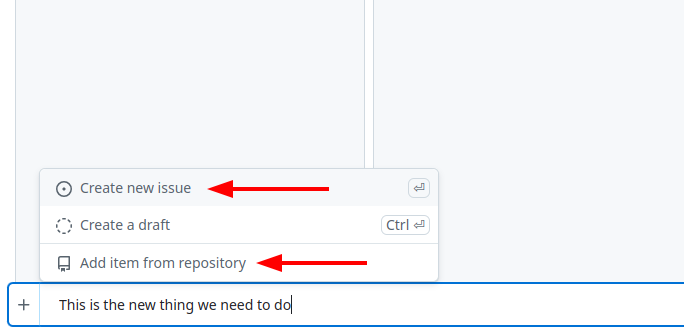 Create new issue ⏎
Create a draft Ctrl ⏎
Add item from repository
+ This is the new thing we need to do